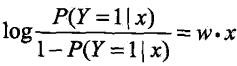 log P(Y=1|x) / 1-P(Y=1|x) = w·x